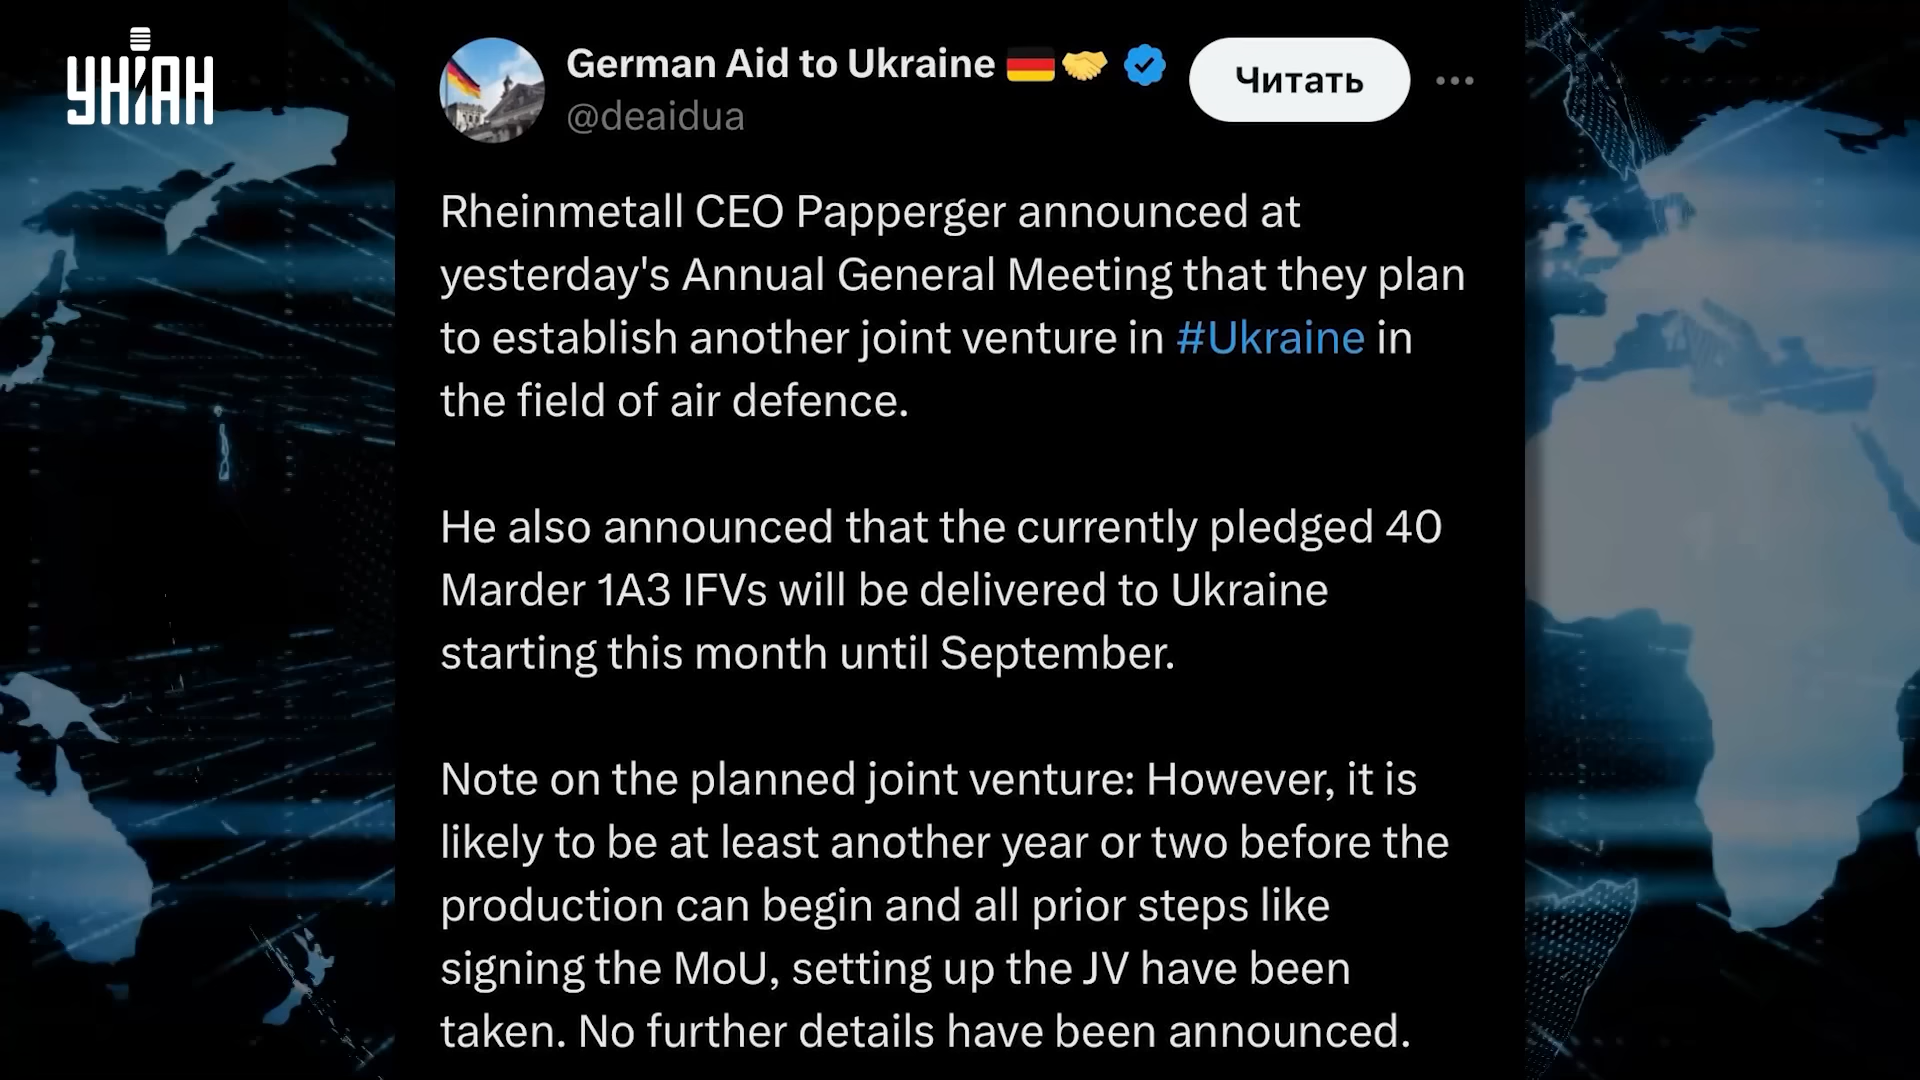 УНІАН
German Aid to Ukraine
@deaidua
Читать
Rheinmetall CEO Papperger announced at
yesterday's Annual General Meeting that they plan
to establish another joint venture in #Ukraine in
the field of air defence.
He also announced that the currently pledged 40
Marder 1A3 IFVs will be delivered to Ukraine
starting this month until September.
Note on the planned joint venture: However, it is
likely to be at least another year or two before the
production can begin and all prior steps like
signing the MoU, setting up the JV have been
taken. No further details have been announced.